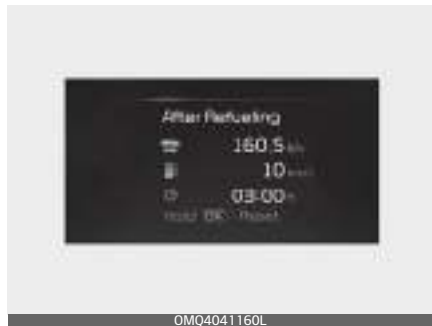 After Refueling
160.5
10
03:00
Hold OK : Reset
OMQ4041160L